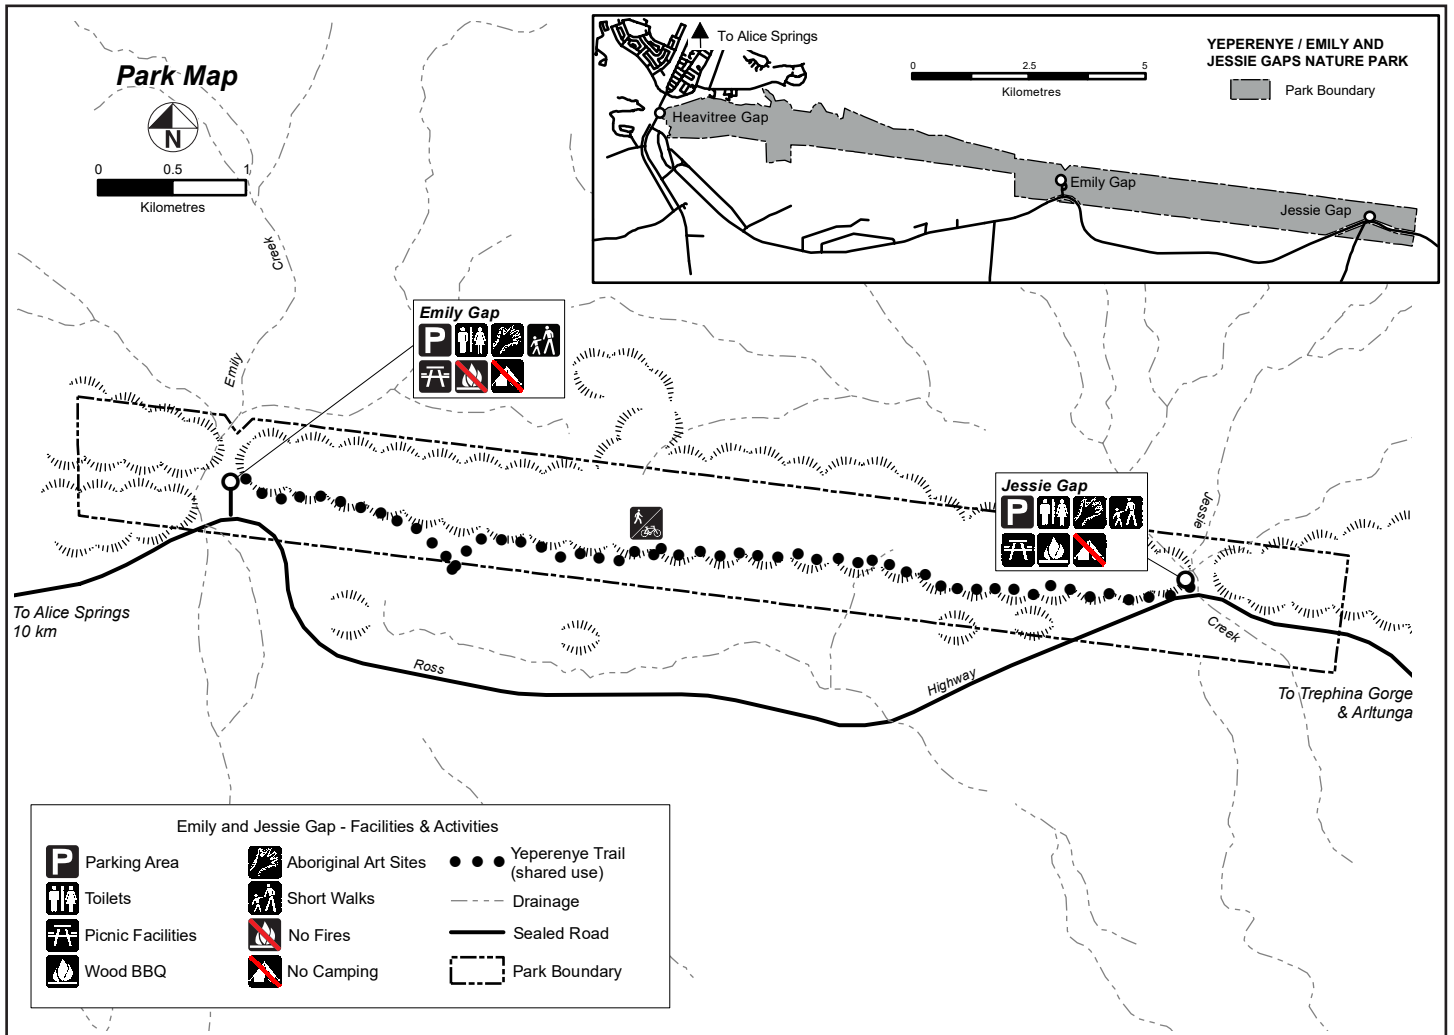 Park Map
N
0 0.5 1
Kilometres
To Alice Springs
YEPERENYE / EMILY AND
JESSIE GAPS NATURE PARK
0 2.5 5
Kilometres
Park Boundary
Heavitree Gap
Emily Gap
Jessie Gap
Creek
Emily
Emily Gap
P
Jessie Gap
P
Jessie
Creek
To Alice Springs
10 km
Ross
Highway
To Trephina Gorge
& Arltunga
Emily and Jessie Gap - Facilities & Activities
P Parking Area
Toilets
Picnic Facilities
Wood BBQ
Aboriginal Art Sites
Short Walks
No Fires
No Camping
Yeperenye Trail
(shared use)
Drainage
Sealed Road
Park Boundary